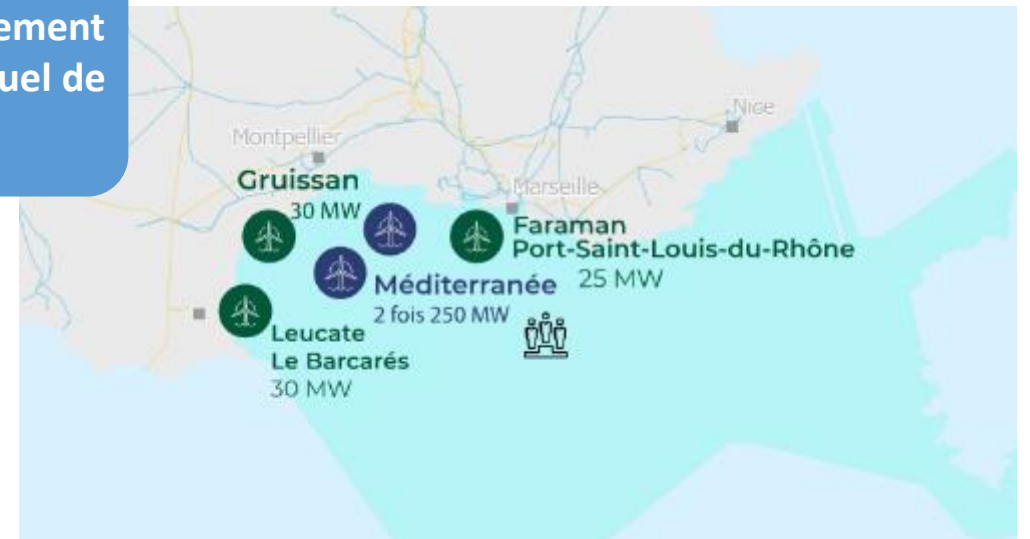 ement
uel de
Nice
Montpellier
Marseille
Gruissan
30 MW
Faraman
Port-Saint-Louis-du-Rhône
25 MW
Méditerranée
2 fois 250 MW
Leucate
Le Barcarés
30 MW